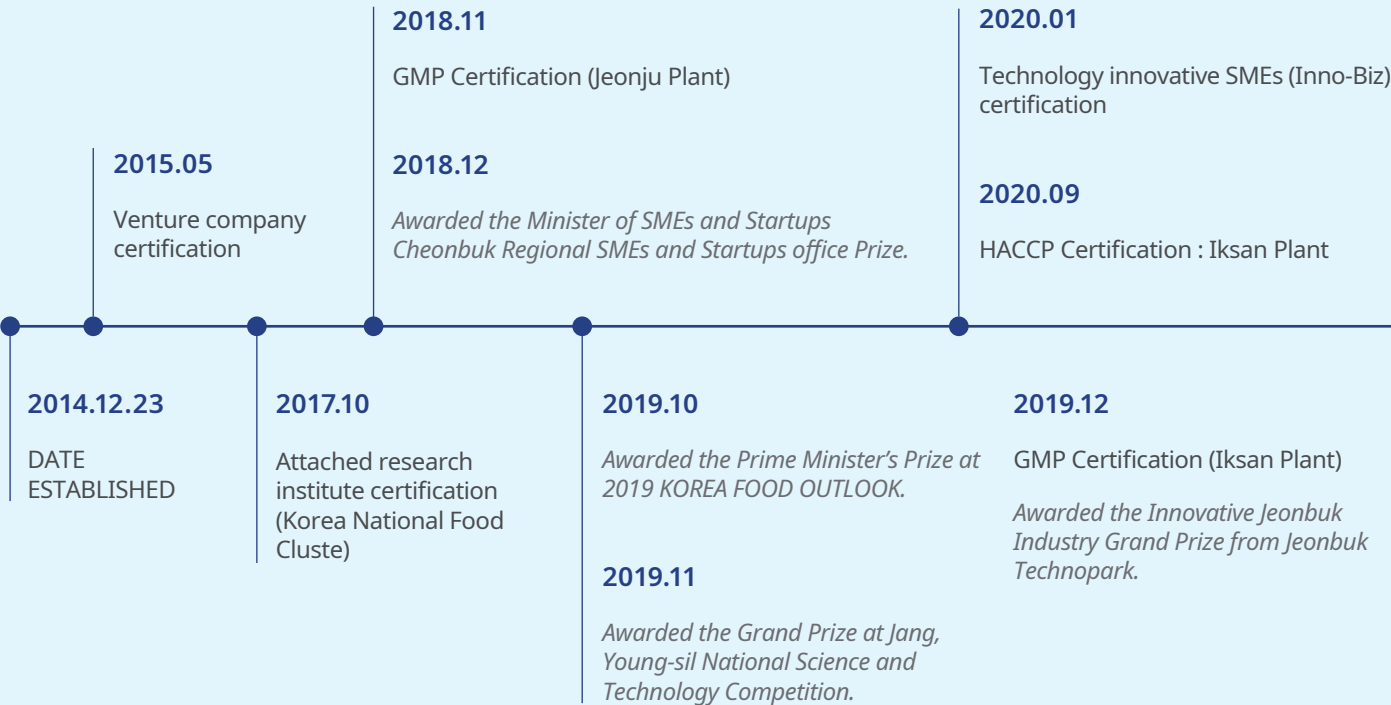 2018.11
GMP Certification (Jeonju Plant)
2018.12
Awarded the Minister of SMEs and Startups
Cheonbuk Regional SMEs and Startups office Prize.
2020.01
Technology innovative SMEs (Inno-Biz)
certification
2020.09
HACCP Certification : Iksan Plant
2015.05
Venture company
certification
2014.12.23
DATE
ESTABLISHED
2017.10
Attached research
institute certification
(Korea National Food
Cluste)
2019.10
Awarded the Prime Minister’s Prize at
2019 KOREA FOOD OUTLOOK.
2019.11
Awarded the Grand Prize at Jang,
Young-sil National Science and
Technology Competition.
2019.12
GMP Certification (Iksan Plant)
Awarded the Innovative Jeonbuk
Industry Grand Prize from Jeonbuk
Technopark.